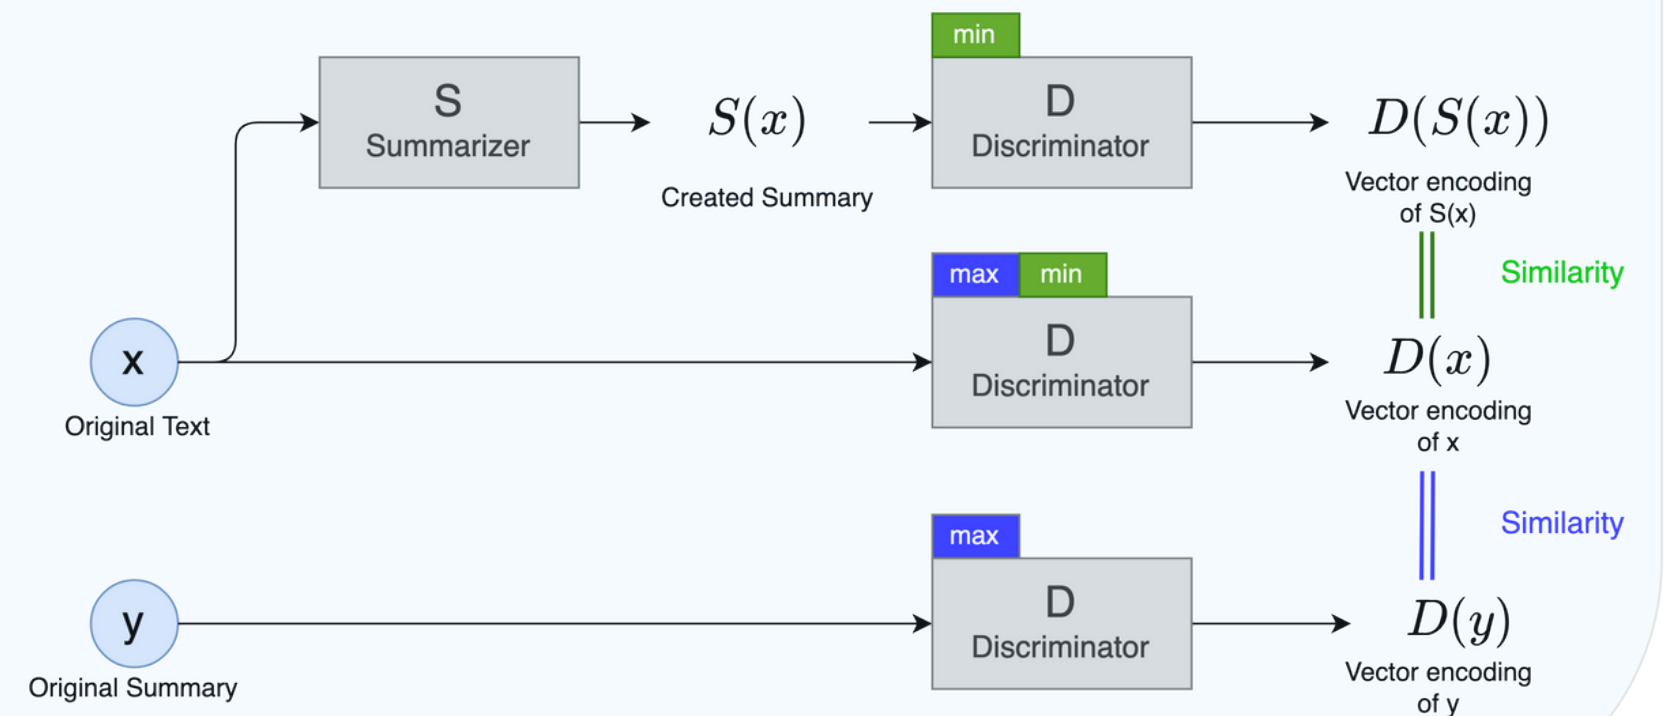 min
S
Summarizer
S(x)
Created Summary
D
Discriminator
D(S(x))
Vector encoding
of S(x)
Similarity
max
min
x
Original Text
D
Discriminator
D(x)
Vector encoding
of x
Similarity
max
y
Original Summary
D
Discriminator
D(y)
Vector encoding
of y